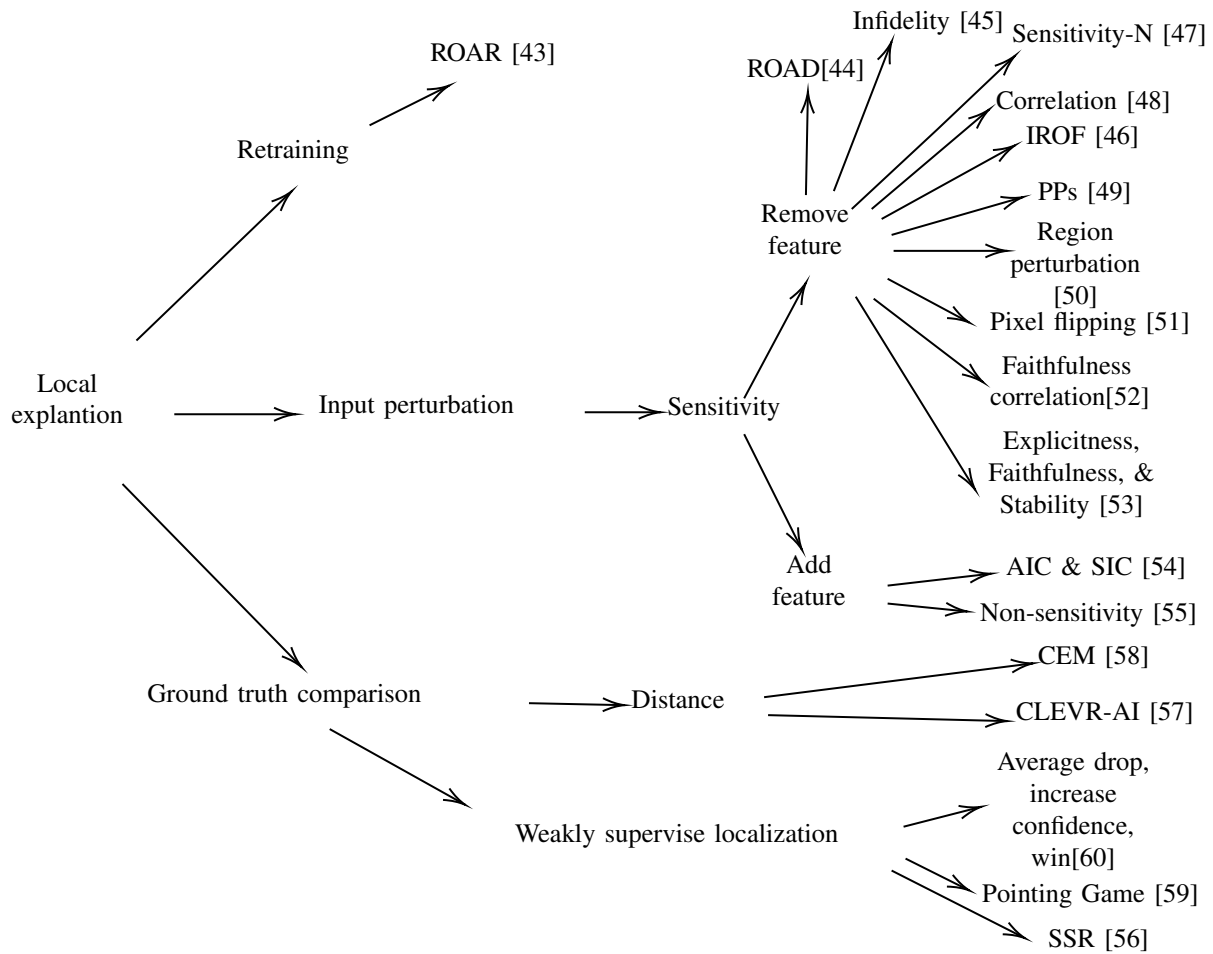 Infidelity [45]
Sensitivity-N [47]
ROAR [43]
ROAD[44]
Correlation [48]
IROF [46]
Retraining
PPs [49]
Remove
feature
Region
perturbation
[50]
Pixel flipping [51]
Faithfulness
correlation[52]
Local
explantion
Input perturbation
Sensitivity
Explicitness,
Faithfulness, &
Stability [53]
Add
feature
AIC & SIC [54]
Non-sensitivity [55]
CEM [58]
Ground truth comparison
Distance
CLEVR-AI [57]
Average drop,
increase
confidence,
win[60]
Weakly supervise localization
Pointing Game [59]
SSR [56]